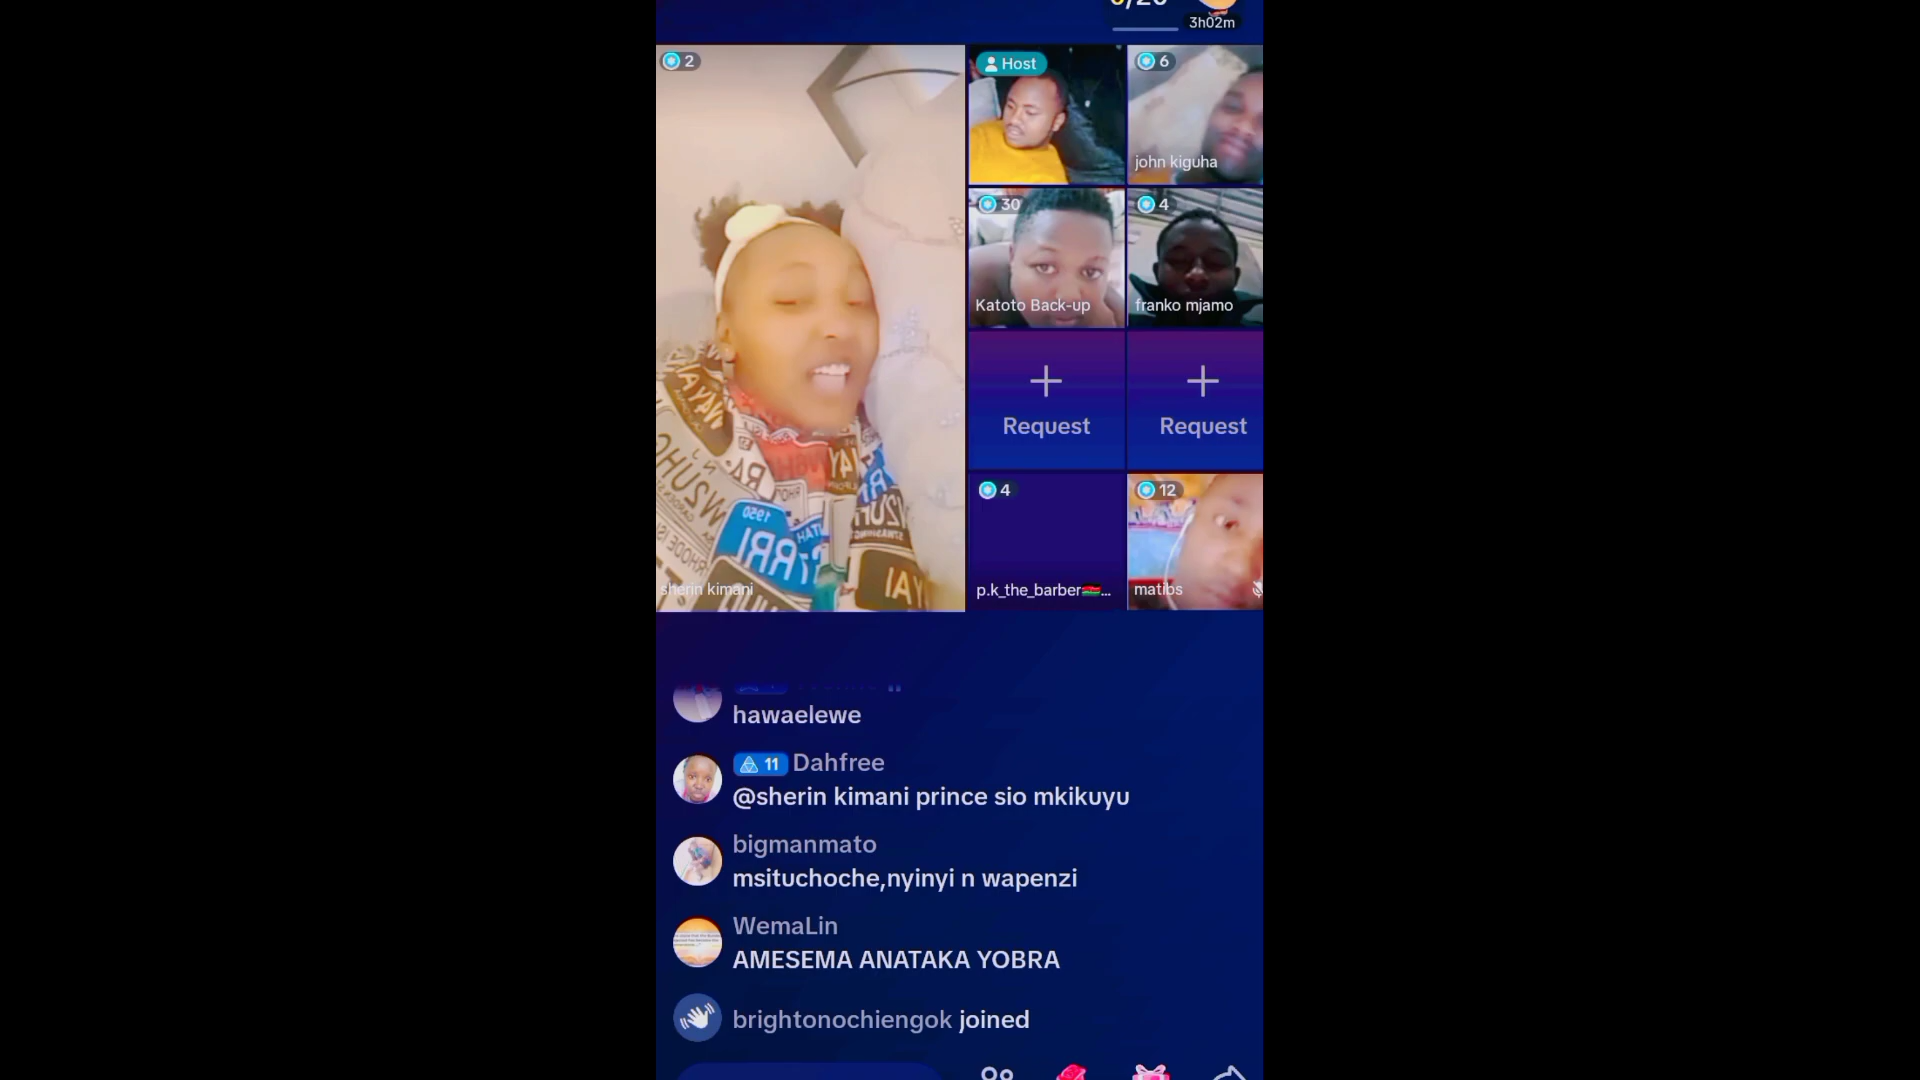 3h02m
2
Host
6
john kiguha
30
Katoto Back-up
4
franko mjamo
+
Request
+
Request
4
p.k_the_barber🇰🇪...
12
matibs
1950
sherin kimani
hawaelewe
11 Dahfree
@sherin kimani prince sio mkikuyu
bigmanmato
msituchoche,nyinyi n wapenzi
WemaLin
AMESEMA ANATAKA YOBRA
brightonochiengok joined